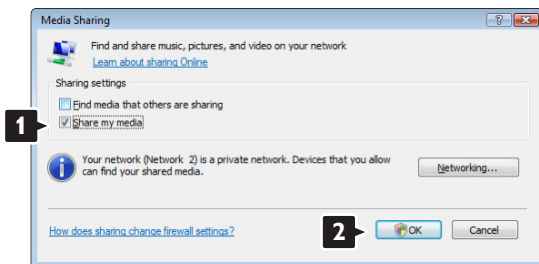 Media Sharing
Find and share music, pictures, and video on your network
Learn about sharing Online
Sharing settings
Find media that others are sharing
1
Share my media
Your network (Network 2) is a private network. Devices that you allow
can find your shared media.
Networking...
How does sharing change firewall settings?
2
OK
Cancel